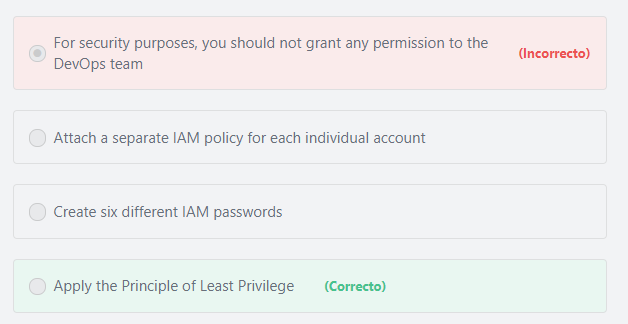 For security purposes, you should not grant any permission to the
DevOps team
(Incorrecto)
Attach a separate IAM policy for each individual account
Create six different IAM passwords
Apply the Principle of Least Privilege (Correcto)